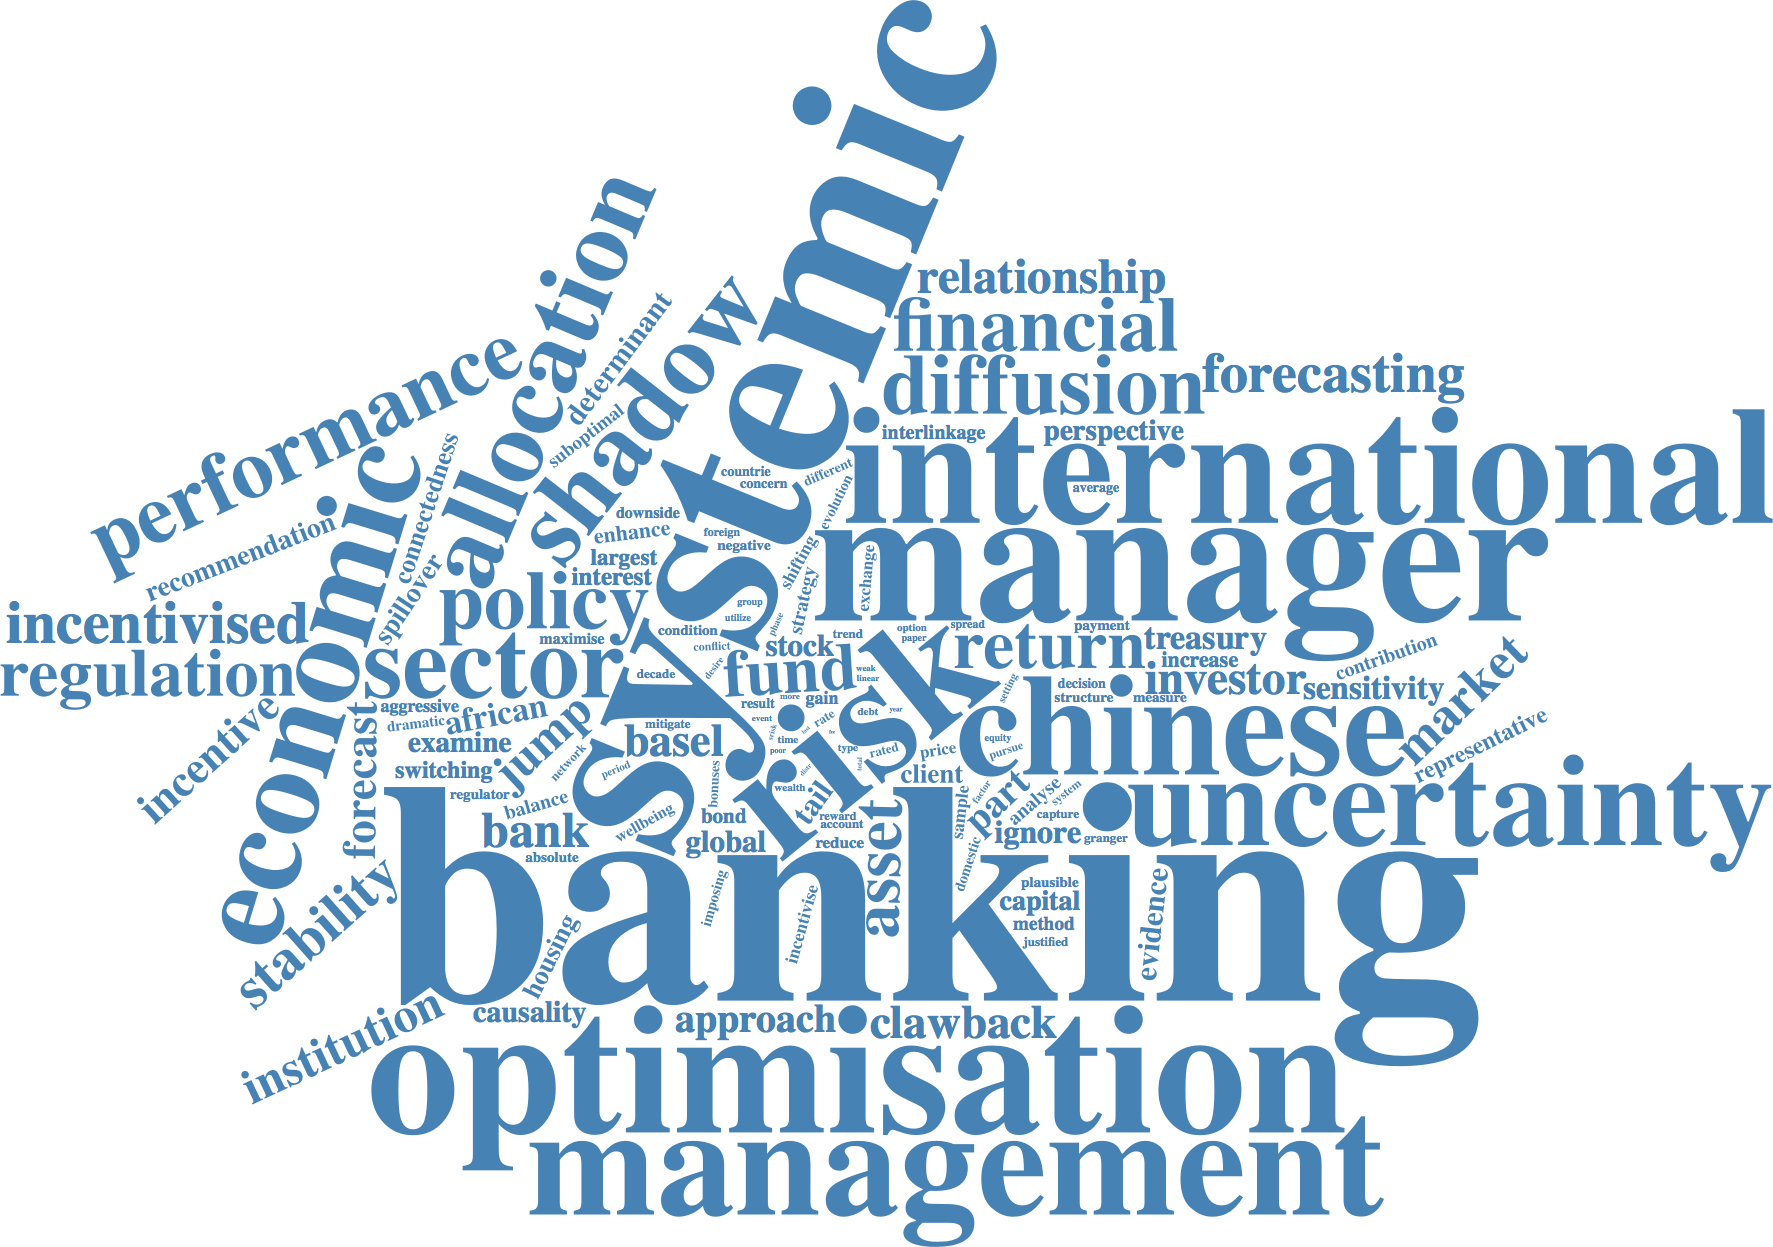 systemic
relationship
financial
diffusion
forecasting
allocation
determinant
shadow
suboptimal
performance
interlinkage
perspective
international
average
economic
connectedness
recommendation
countrie
concern
different
evolution
downside
enhance
foreign
negative
largest
interest
manager
shifting
strategy
exchange
spillover
policy
incentivised
regulation
maximise
condition
conflict
group
utilize
phase
stock
trend
option
paper
spread
return
payment
treasury
increase
contribution
market
sector
decade
desire
fund
weak
linear
risk
setting
decision
structure
measure
investor
sensitivity
representative
aggressive
dramatic
african
incentive
forecast
examine
switching
jump
network
mitigate
basel
result
more
gain
event
time
poor
srisk
last
rate
fee
debt
year
type
total
rated
price
client
equity
pursue
chinese
regulator
balance
period
bonuses
distr
wealth
tail
reward
account
reduce
factor
system
analyse
part
sample
capture
ignore
granger
uncertainty
bank
absolute
wellbeing
bond
global
asset
domestic
plausible
capital
method
justified
evidence
banking
stability
housing
imposing
incentivise
institution
causality
approach
clawback
optimisation
management